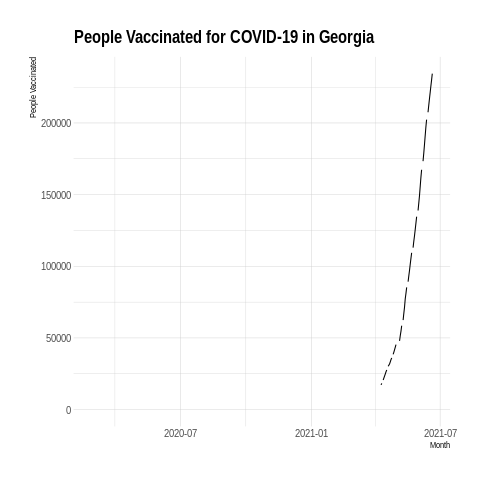 People Vaccinated for COVID-19 in Georgia
People Vaccinated
200000
150000
100000
50000
0
2020-07 2021-01 2021-07
Month